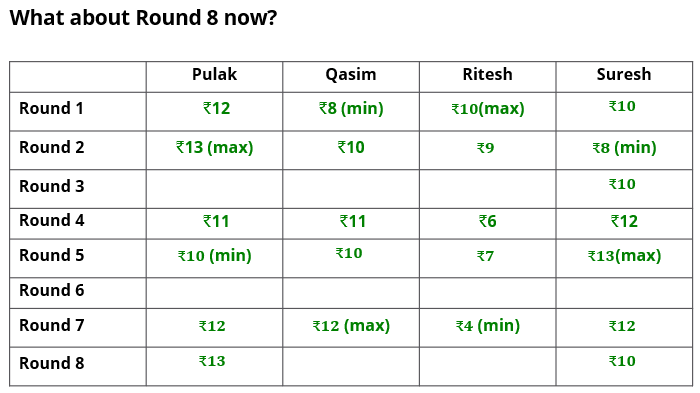 What about Round 8 now?
Pulak Qasim Ritesh Suresh
Round 1 ₹12 ₹8 (min) ₹10(max) ₹10
Round 2 ₹13 (max) ₹10 ₹9 ₹8 (min)
Round 3 ₹10
Round 4 ₹11 ₹11 ₹6 ₹12
Round 5 ₹10 (min) ₹10 ₹7 ₹13(max)
Round 6
Round 7 ₹12 ₹12 (max) ₹4 (min) ₹12
Round 8 ₹13 ₹10